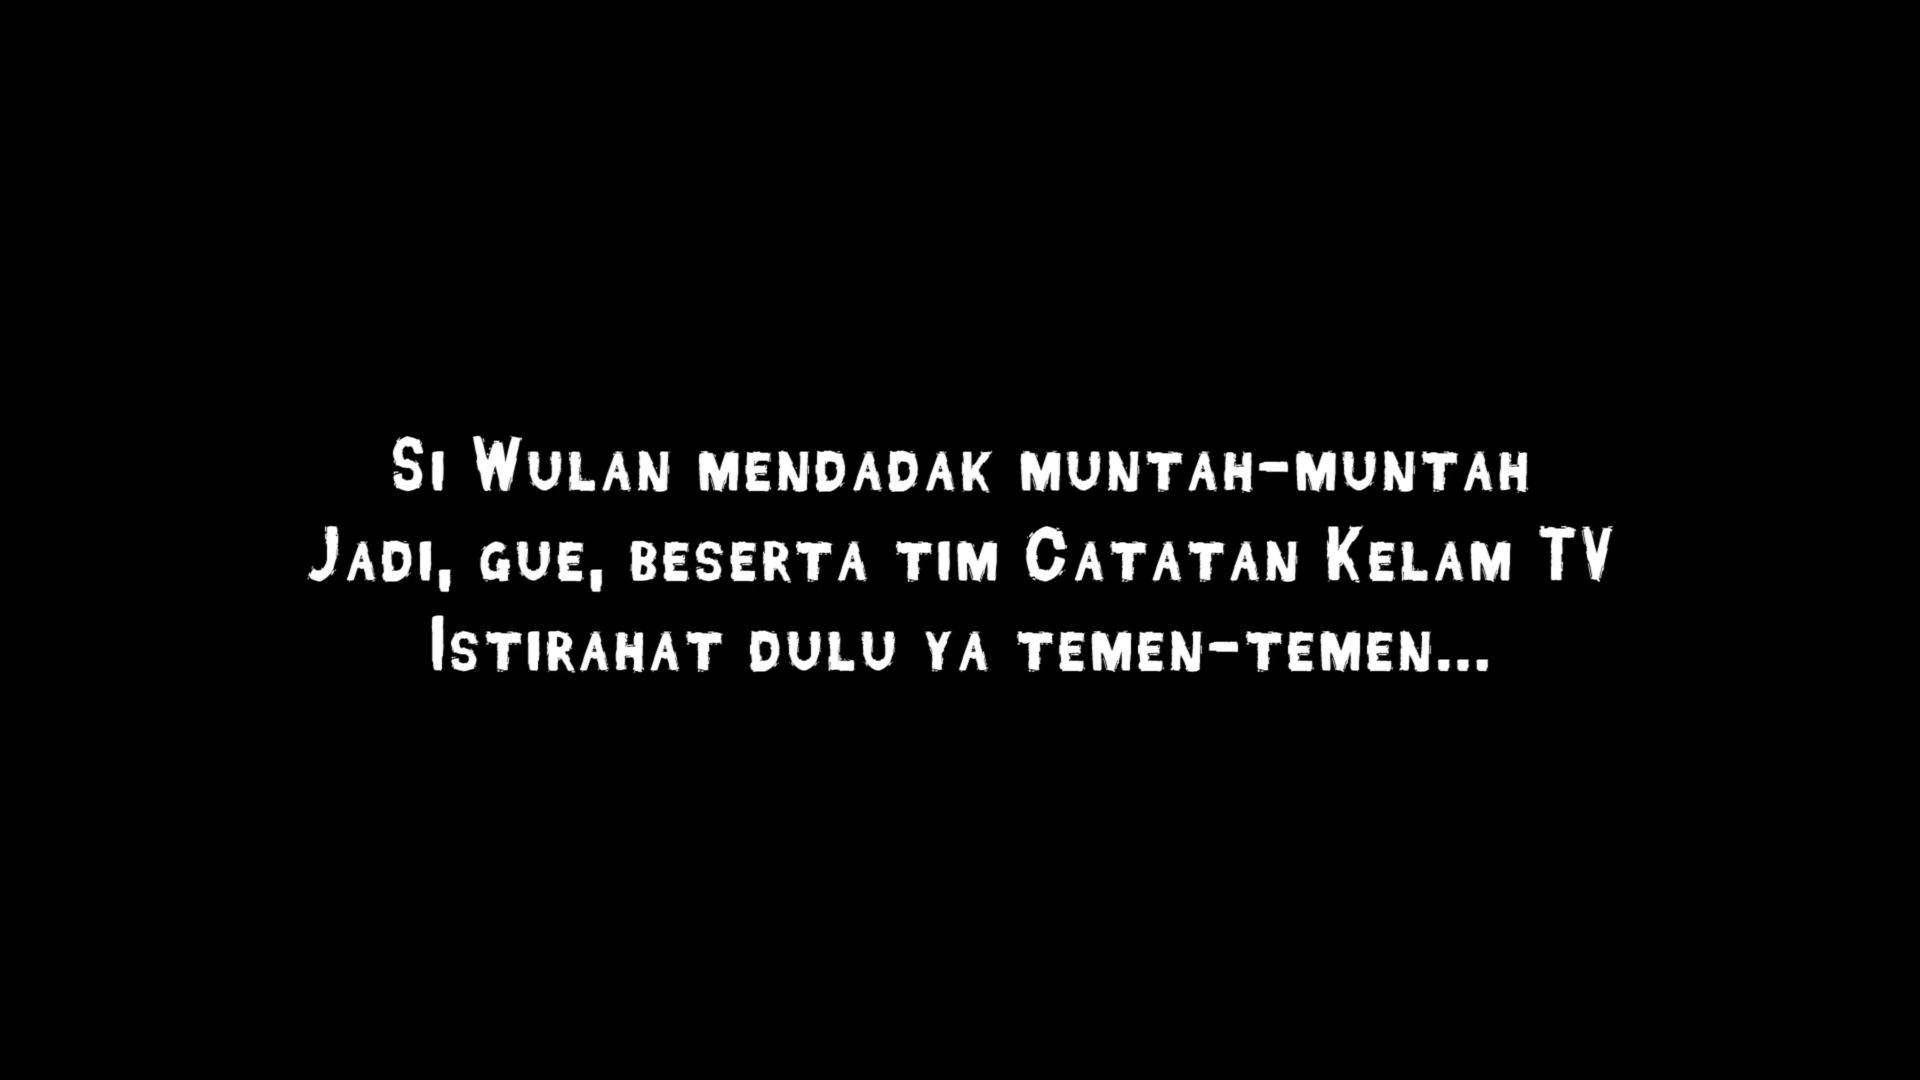 Si Wulan mendadak muntah-muntah
Jadi, gue, beserta tim Catatan Kelam TV
Istirahat dulu ya temen-temen...